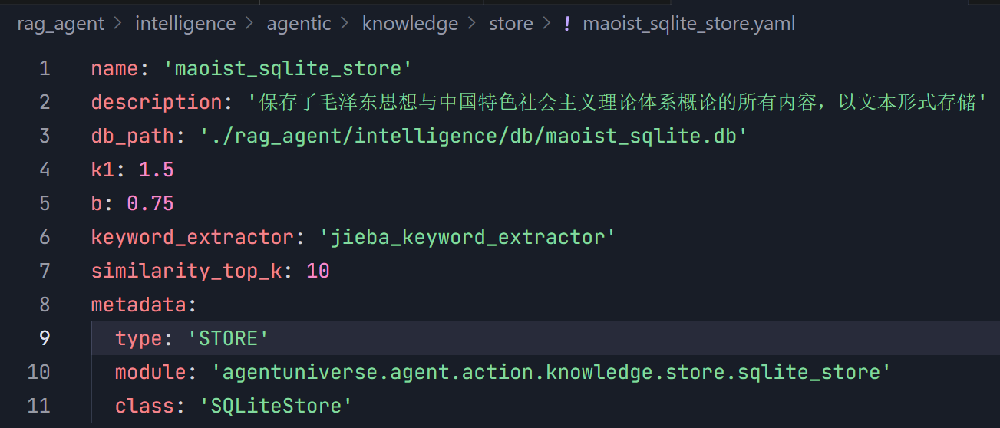 rag_agent > intelligence > agentic > knowledge > store > ! maoist_sqlite_store.yaml
1 name: 'maoist_sqlite_store'
2 description: '保存了毛泽东思想与中国特色社会主义理论体系概论的所有内容，以文本形式存储'
3 db_path: './rag_agent/intelligence/db/maoist_sqlite.db'
4 k1: 1.5
5 b: 0.75
6 keyword_extractor: 'jieba_keyword_extractor'
7 similarity_top_k: 10
8 metadata:
9   type: 'STORE'
10   module: 'agentuniverse.agent.action.knowledge.store.sqlite_store'
11   class: 'SQLiteStore'